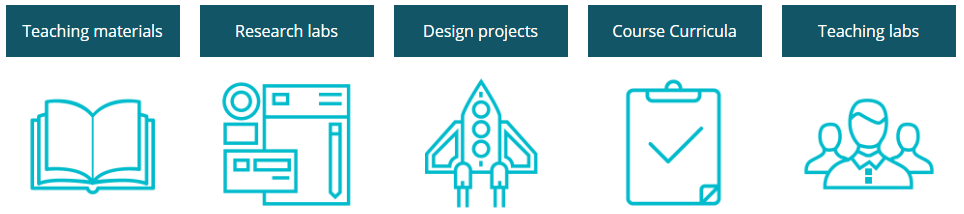 Teaching materials
Research labs
Design projects
Course Curricula
Teaching labs